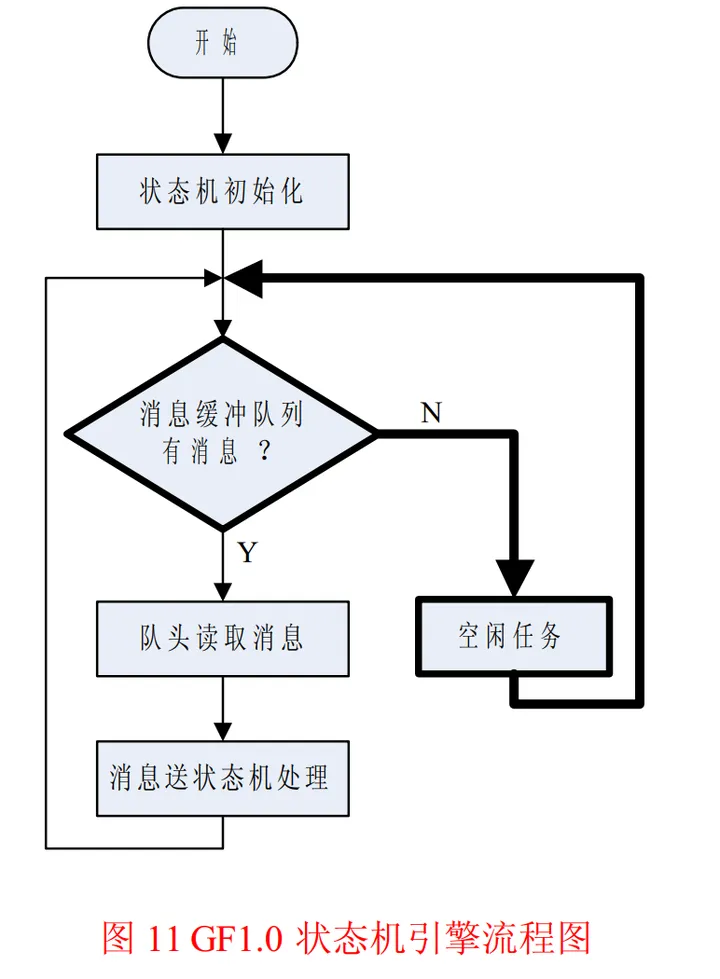 开始
状态机初始化
消息缓冲队列
有消息 ？
N
Y
队头读取消息
空闲任务
消息送状态机处理
图 11 GF1.0 状态机引擎流程图